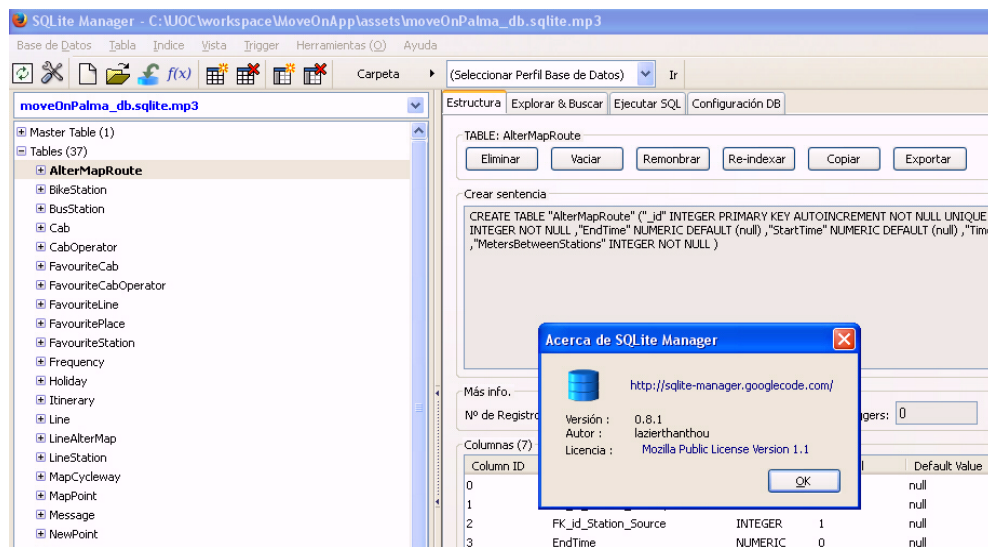 SQLite Manager - C:\UOC\workspace\MoveOnApp\assets\moveOnPalma_db.sqlite.mp3
Base de Datos Tabla Indice Vista Trigger Herramientas (O) Ayuda
f(x) Carpeta (Seleccionar Perfil Base de Datos) Ir
moveOnPalma_db.sqlite.mp3
Master Table (1)
Tables (37)
AlterMapRoute
BikeStation
BusStation
Cab
CabOperator
FavouriteCab
FavouriteCabOperator
FavouriteLine
FavouritePlace
FavouriteStation
Frequency
Holiday
Itinerary
Line
LineAlterMap
LineStation
MapCycleway
MapPoint
Message
NewPoint
Estructura Explorar & Buscar Ejecutar SQL Configuración DB
TABLE: AlterMapRoute
Eliminar Vaciar Remonbrar Re-indexar Copiar Exportar
Crear sentencia
CREATE TABLE "AlterMapRoute" ("_id" INTEGER PRIMARY KEY AUTOINCREMENT NOT NULL UNIQUE
INTEGER NOT NULL ,"EndTime" NUMERIC DEFAULT (null) ,"StartTime" NUMERIC DEFAULT (null) ,"Time
,"MetersBetweenStations" INTEGER NOT NULL )
Más info.
Nº de Registro gers: 0
Columnas (7)
Column ID Default Value
0 null
1 null
2 FK_id_Station_Source INTEGER 1 null
3 EndTime NUMERIC 0 null
Acerca de SQLite Manager
http://sqlite-manager.googlecode.com/
Versión : 0.8.1
Autor : lazierthanthou
Licencia : Mozilla Public License Version 1.1
OK